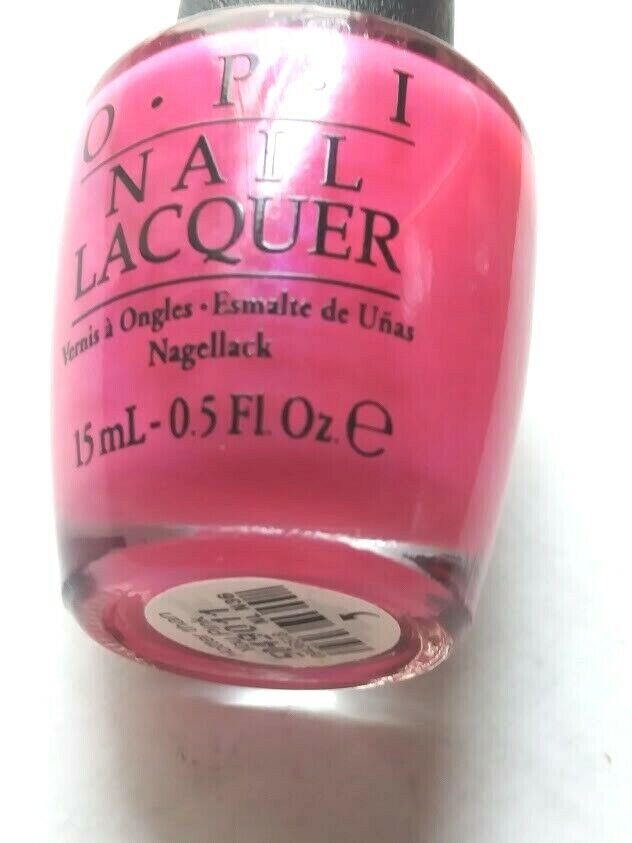 O · P · I
NAIL
LACQUER
Vernis à Ongles · Esmalte de Uñas
Nagellack
15 mL - 0.5 Fl. Oz. e